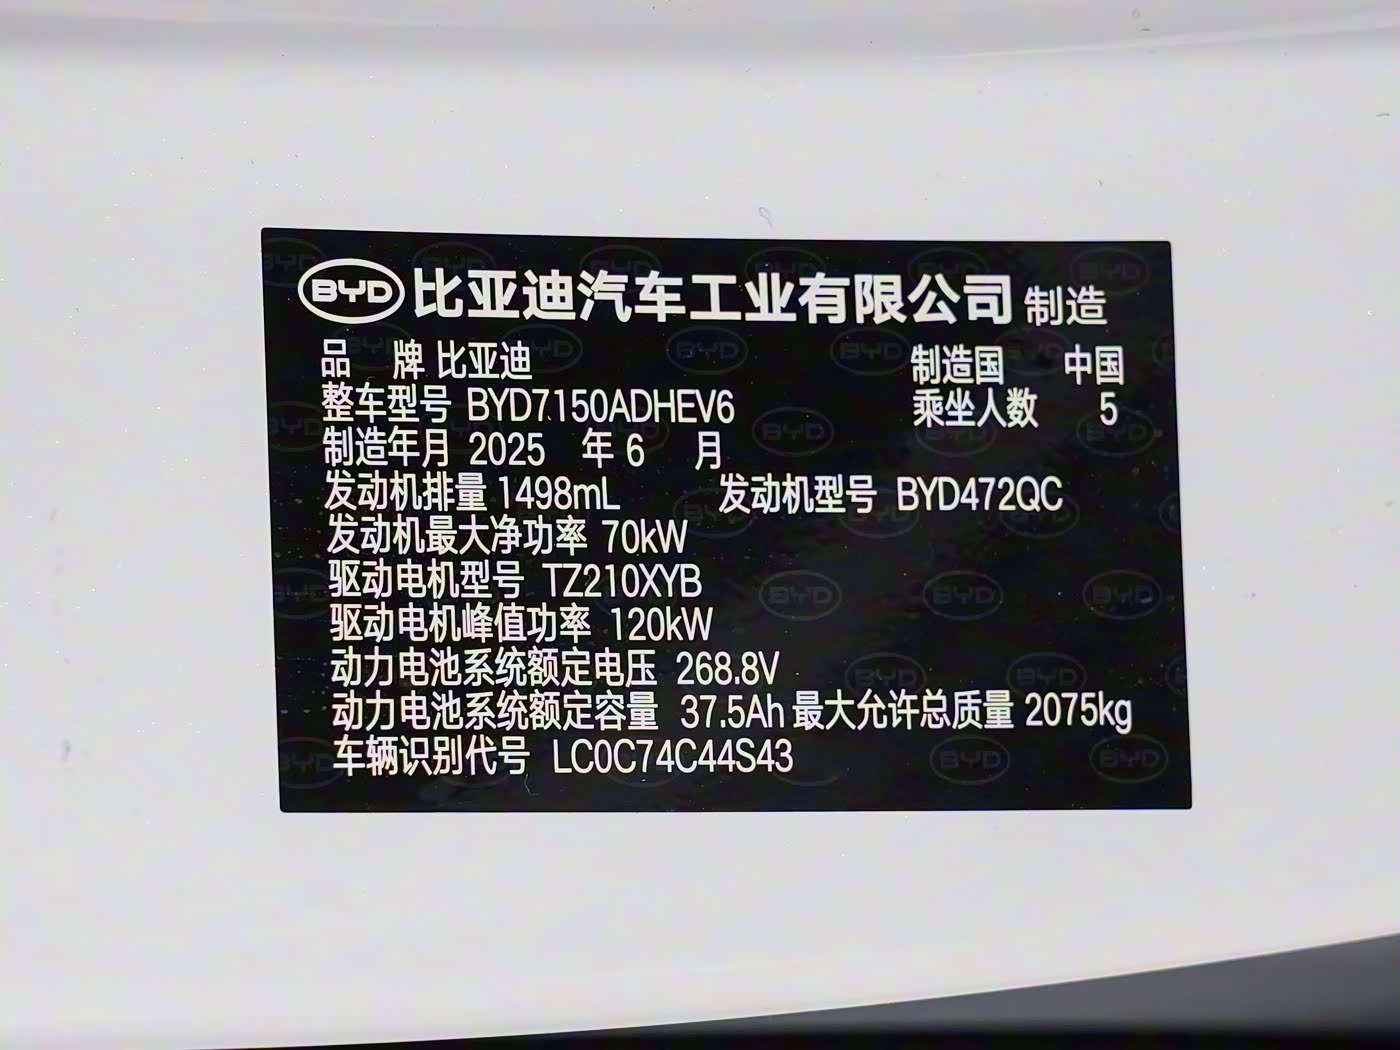 BYD 比亚迪汽车工业有限公司 制造
品 牌 比亚迪 制造国 中国
整车型号 BYD7150ADHEV6 乘坐人数 5
制造年月 2025 年 6 月
发动机排量 1498mL 发动机型号 BYD472QC
发动机最大净功率 70kW
驱动电机型号 TZ210XYB
驱动电机峰值功率 120kW
动力电池系统额定电压 268.8V
动力电池系统额定容量 37.5Ah 最大允许总质量 2075kg
车辆识别代号 LC0C74C44S43